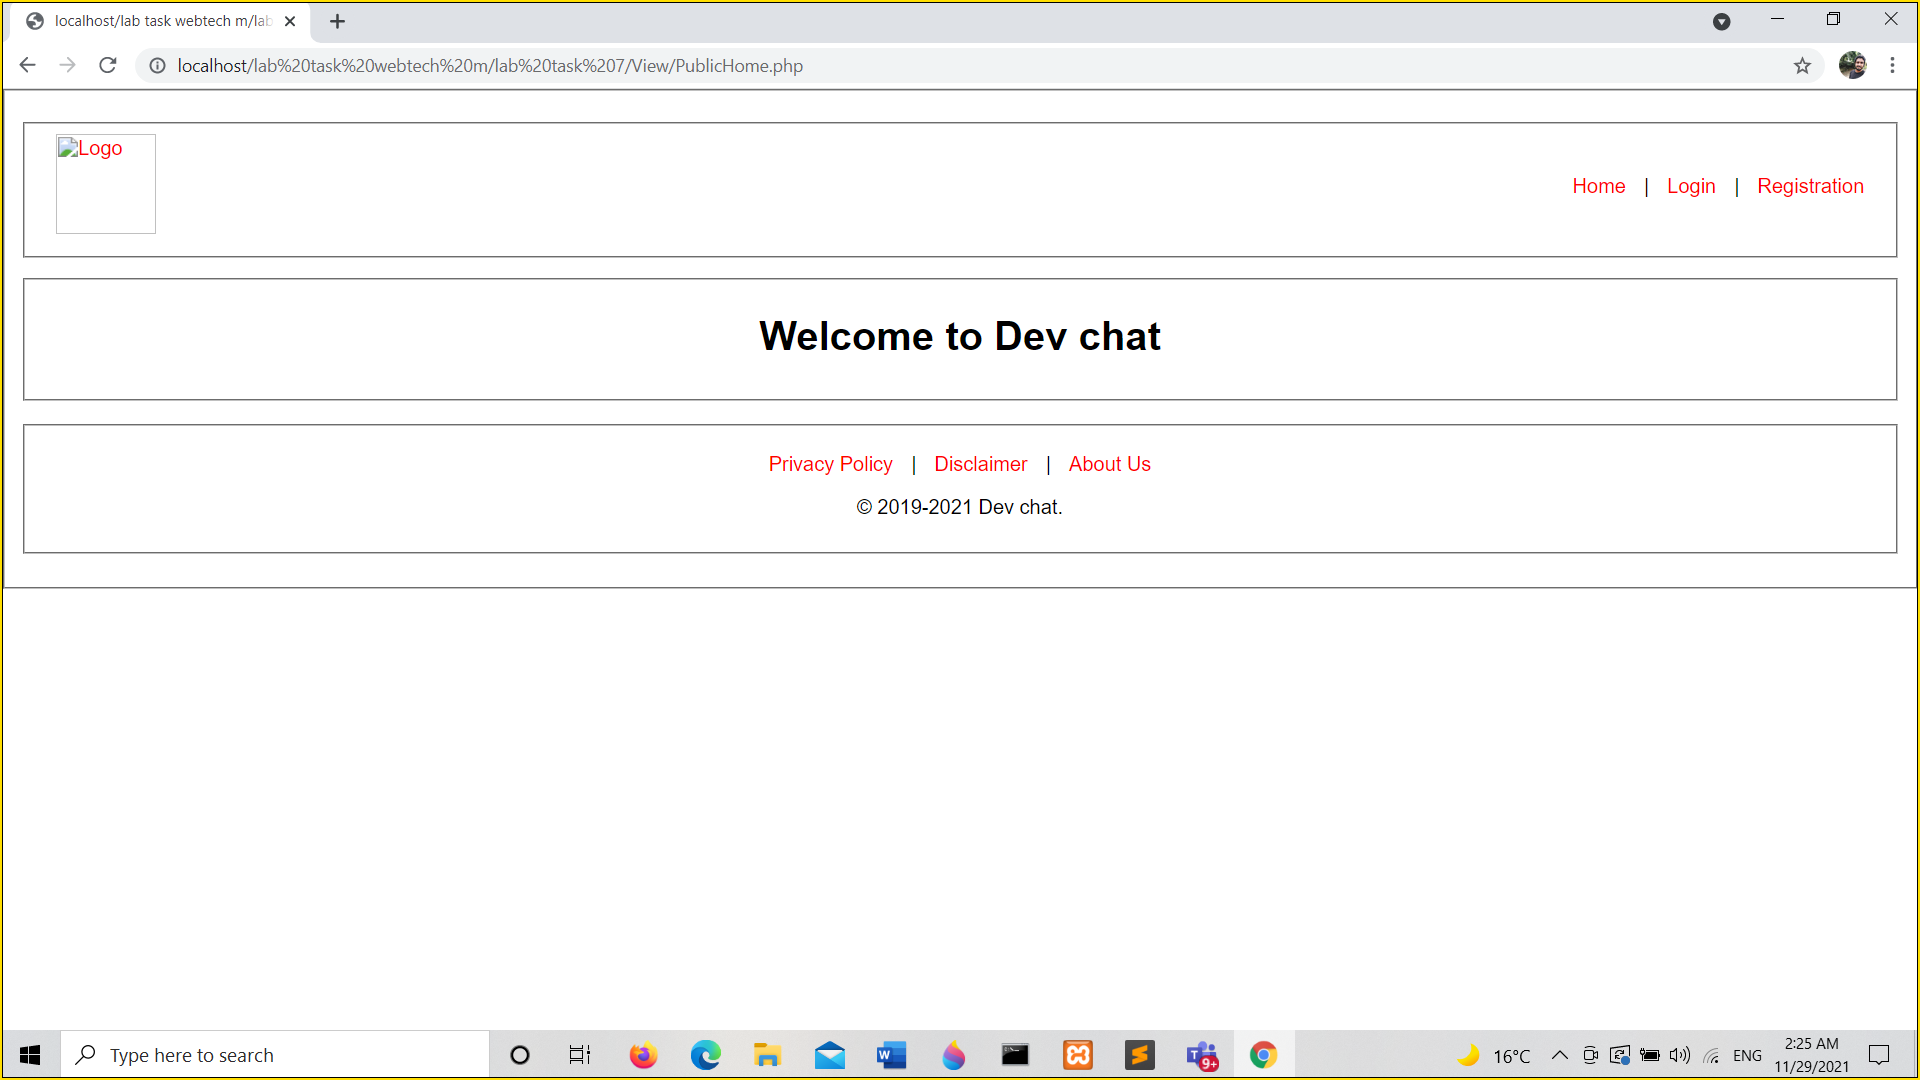 localhost/lab task webtech m/lab
localhost/lab%20task%20webtech%20m/lab%20task%207/View/PublicHome.php
Logo
Home | Login | Registration
Welcome to Dev chat
Privacy Policy | Disclaimer | About Us
© 2019-2021 Dev chat.
Type here to search
W
T
9+
16°C
ENG
2:25 AM
11/29/2021